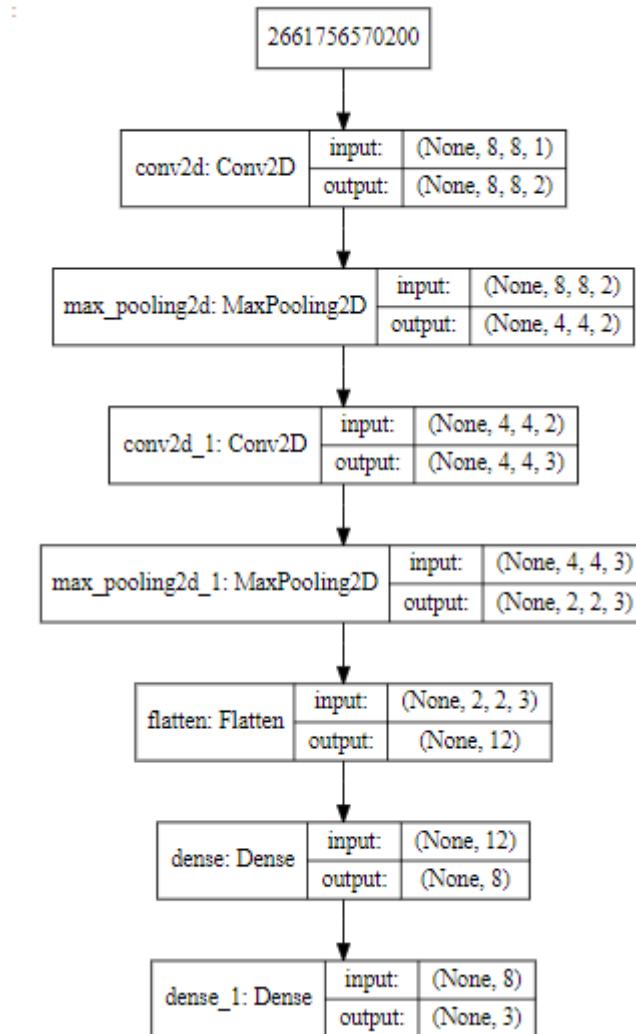 2661756570200
conv2d: Conv2D
input: (None, 8, 8, 1)
output: (None, 8, 8, 2)
max_pooling2d: MaxPooling2D
input: (None, 8, 8, 2)
output: (None, 4, 4, 2)
conv2d_1: Conv2D
input: (None, 4, 4, 2)
output: (None, 4, 4, 3)
max_pooling2d_1: MaxPooling2D
input: (None, 4, 4, 3)
output: (None, 2, 2, 3)
flatten: Flatten
input: (None, 2, 2, 3)
output: (None, 12)
dense: Dense
input: (None, 12)
output: (None, 8)
dense_1: Dense
input: (None, 8)
output: (None, 3)